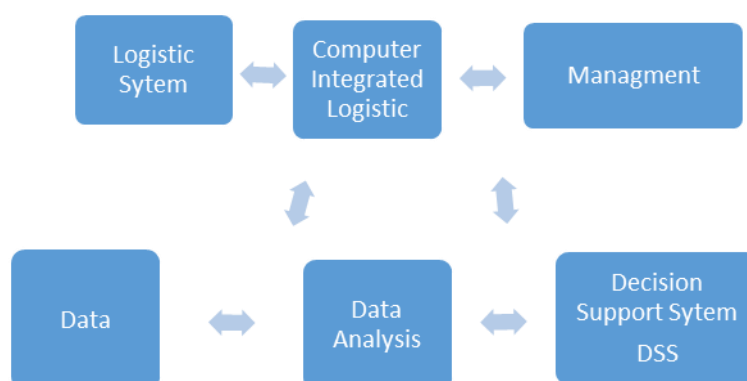 Logistic
Sytem
Computer
Integrated
Logistic
Managment
Data
Data
Analysis
Decision
Support Sytem
DSS